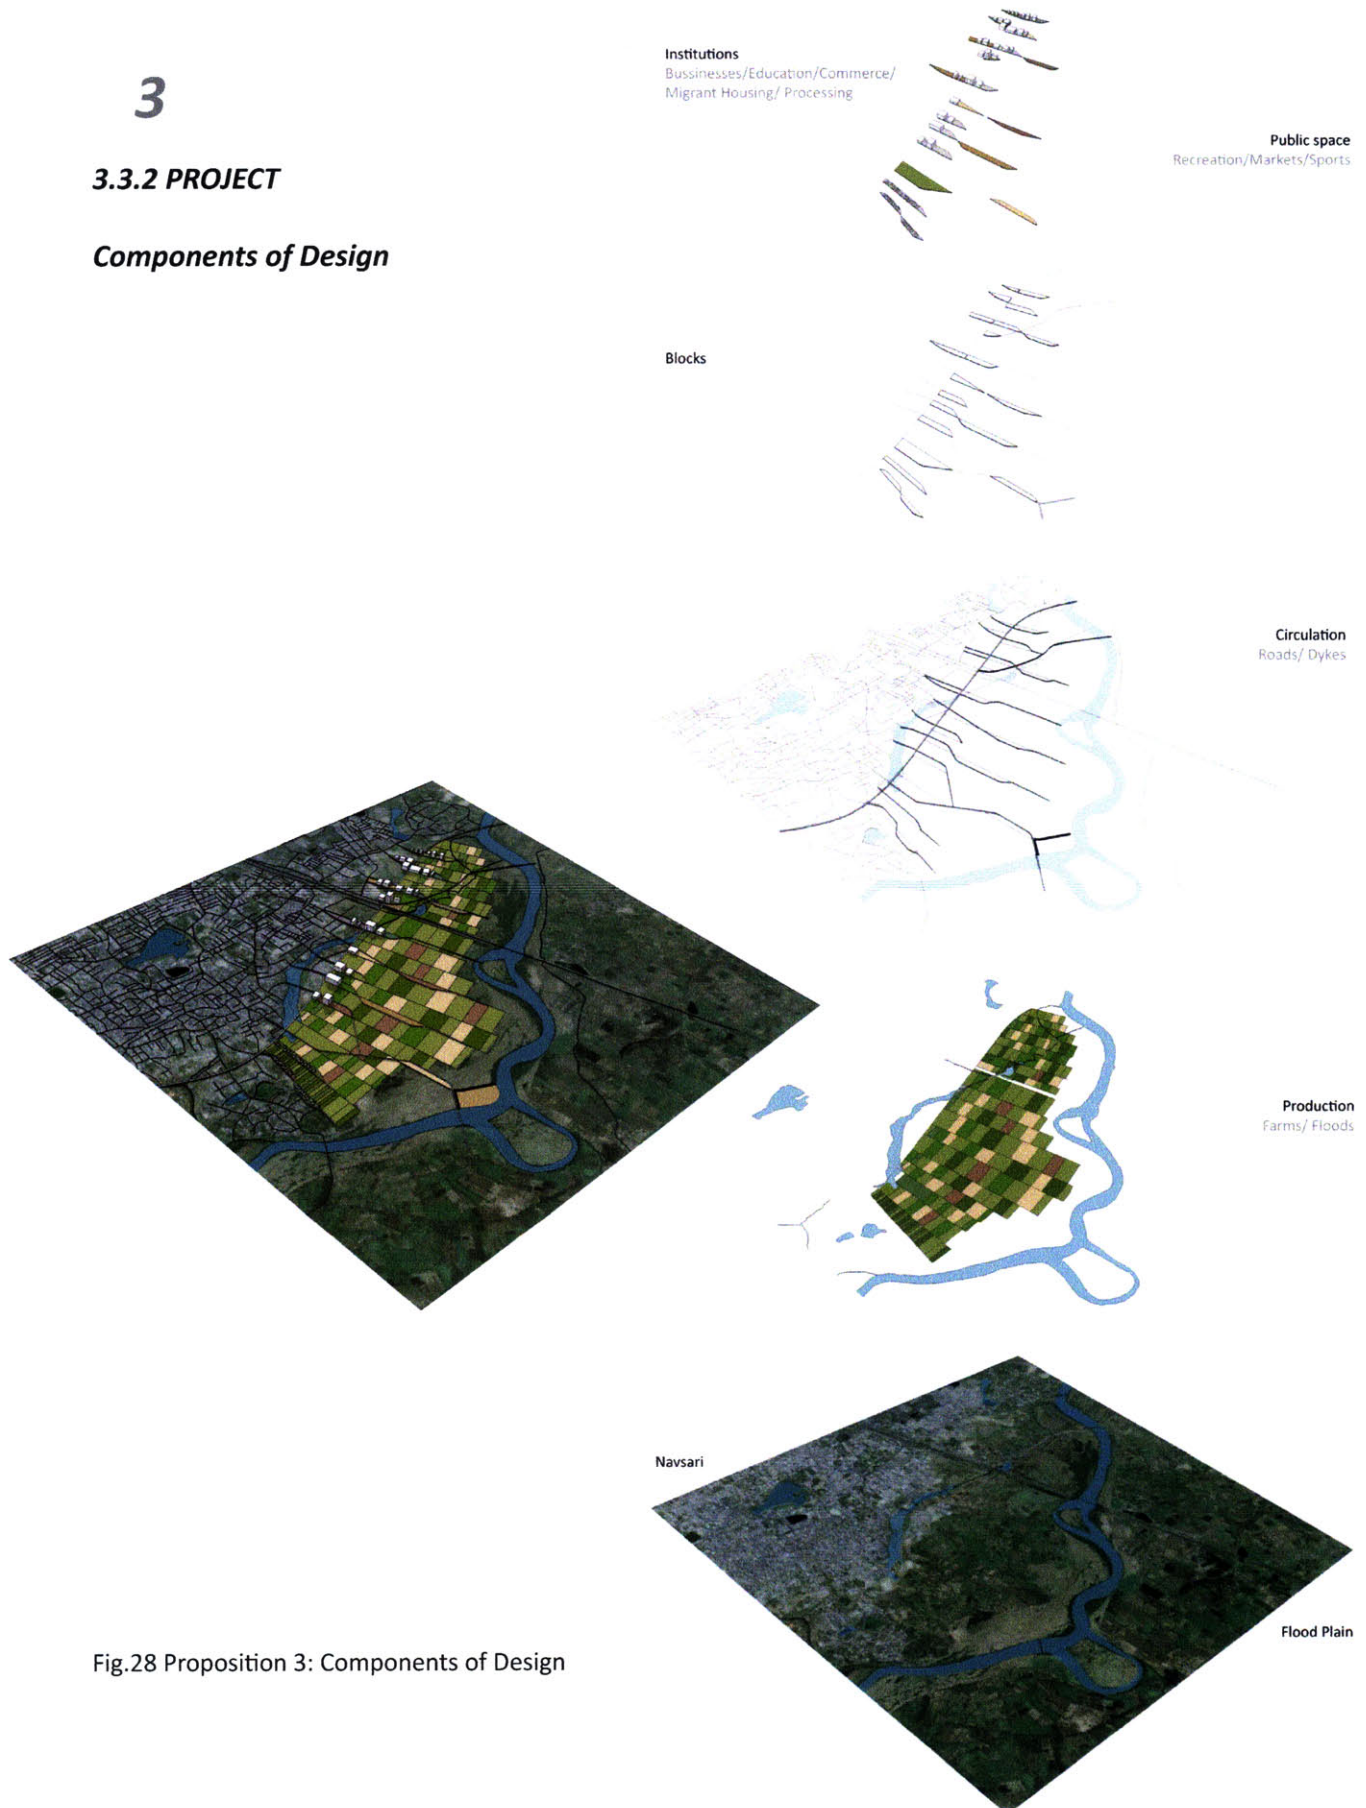 3
3.3.2 PROJECT
Components of Design
Institutions
Bussinesses/Education/Commerce/
Migrant Housing/ Processing
Public space
Recreation/Markets/Sports
Blocks
Circulation
Roads/ Dykes
Production
Farms/ Floods
Navsari
Flood Plain
Fig.28 Proposition 3: Components of Design